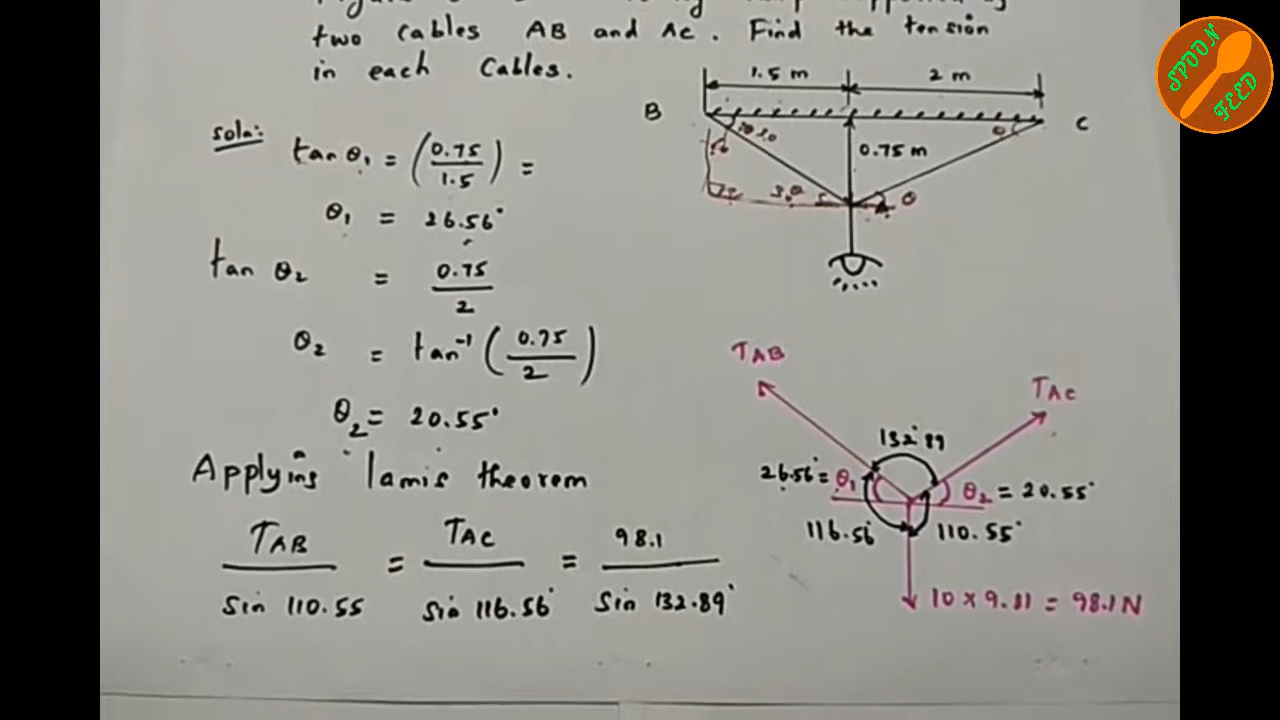 two cables AB and AC. Find the tension
in each Cables.
SPOON
FEED
1.5 m
2 m
B
C
0.75 m
θ
θ
soln:
tan θ1 = (0.75/1.5) =
θ1 = 26.56°
tan θ2 = 0.75/2
θ2 = tan⁻¹ (0.75/2)
θ2 = 20.55°
Applying lamis theorem
TAB/Sin 110.55 = TAC/Sin 116.56° = 98.1/Sin 132.89°
TAB
TAC
132°89
26.56° = θ1
θ2 = 20.55°
116.56°
110.55°
10 × 9.81 = 98.1 N